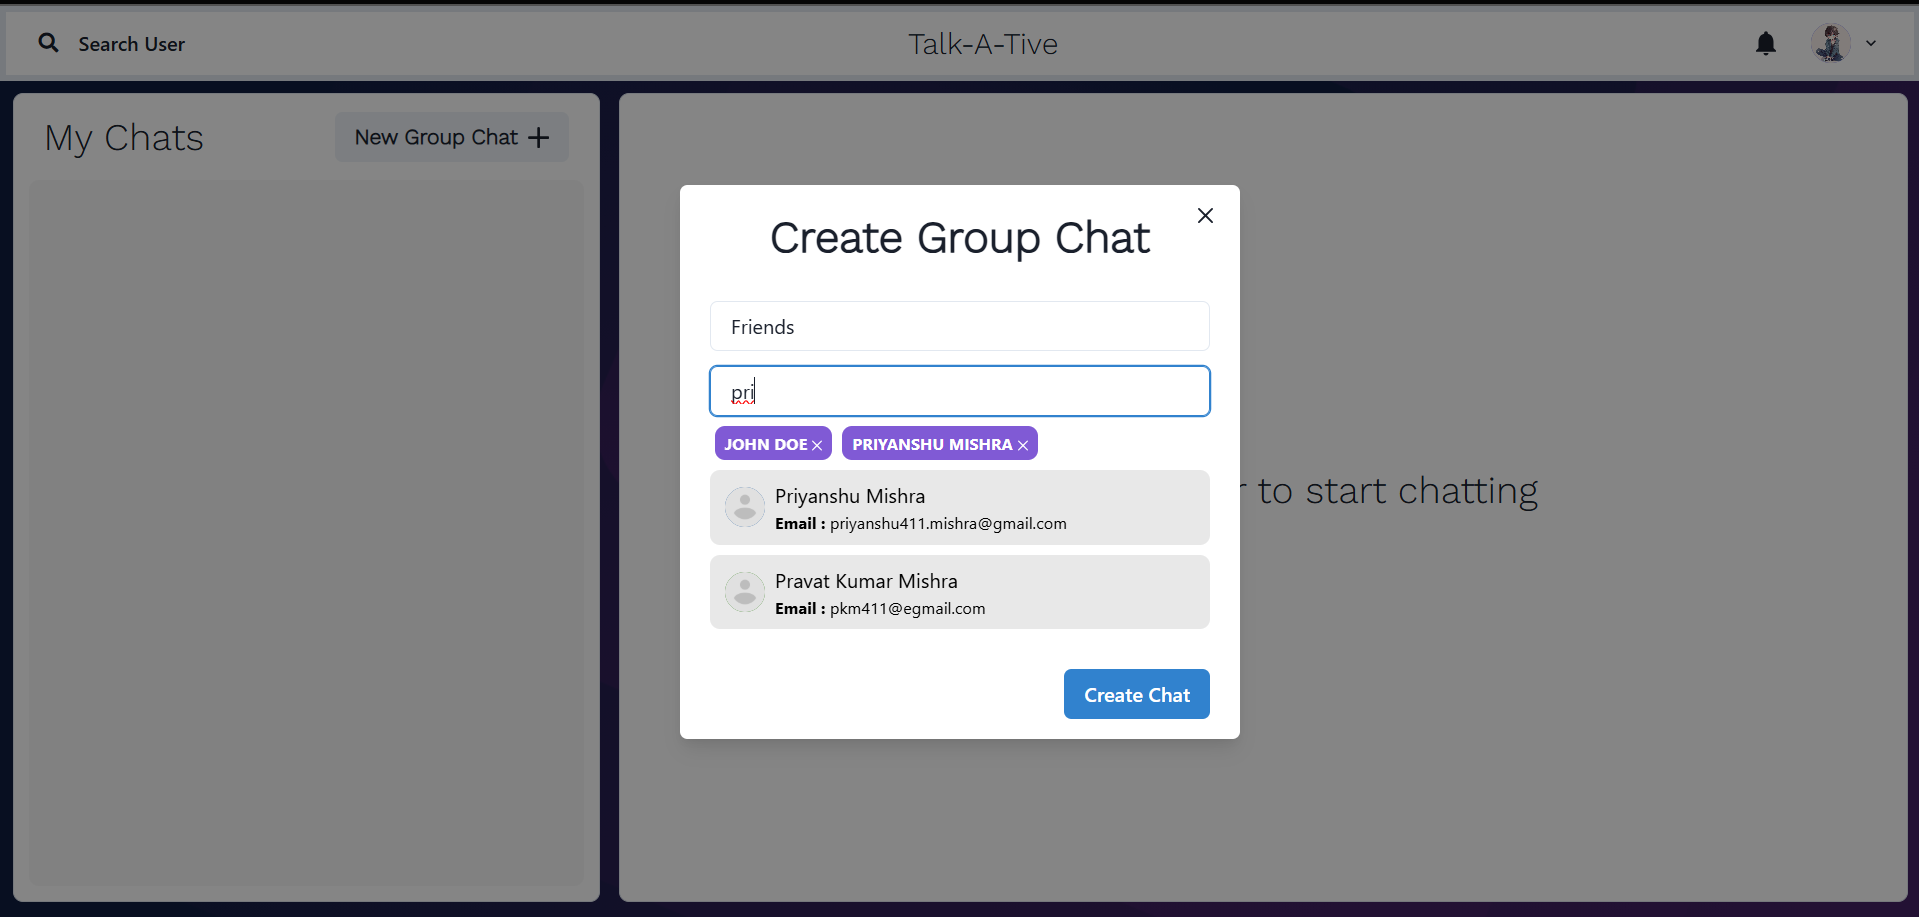 Search User
Talk-A-Tive
My Chats
New Group Chat
Create Group Chat
Friends
pri
JOHN DOE PRIYANSHU MISHRA
Priyanshu Mishra
Email : priyanshu411.mishra@gmail.com
Pravat Kumar Mishra
Email : pkm411@egmail.com
to start chatting
Create Chat